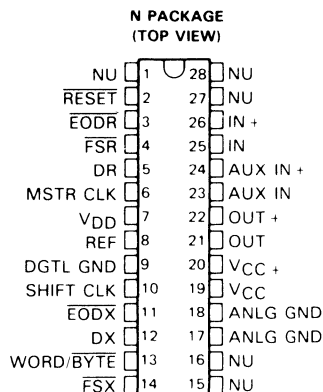 N PACKAGE
(TOP VIEW)
NU 1 28 NU
RESET 2 27 NU
EODR 3 26 IN +
FSR 4 25 IN
DR 5 24 AUX IN +
MSTR CLK 6 23 AUX IN
VDD 7 22 OUT +
REF 8 21 OUT
DGTL GND 9 20 VCC +
SHIFT CLK 10 19 VCC
EODX 11 18 ANLG GND
DX 12 17 ANLG GND
WORD/BYTE 13 16 NU
FSX 14 15 NU